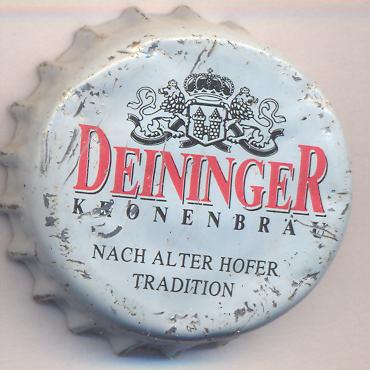 DEININGER
KRONENBRÄU
NACH ALTER HOFER
TRADITION